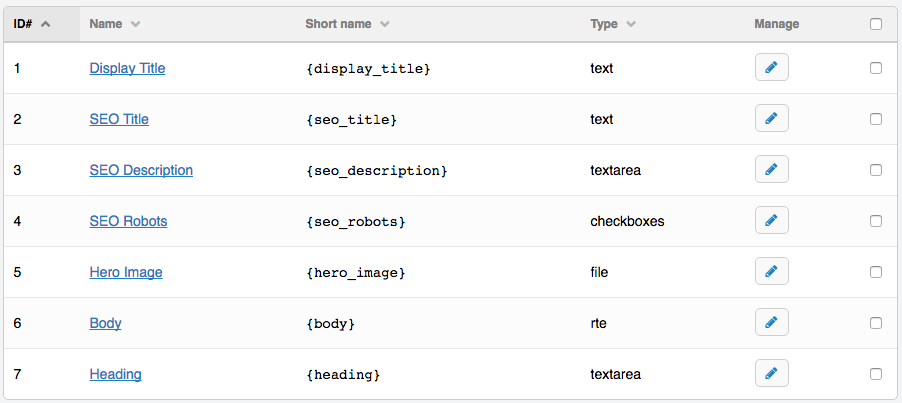 ID# Name Short name Type Manage
1 Display Title {display_title} text
2 SEO Title {seo_title} text
3 SEO Description {seo_description} textarea
4 SEO Robots {seo_robots} checkboxes
5 Hero Image {hero_image} file
6 Body {body} rte
7 Heading {heading} textarea